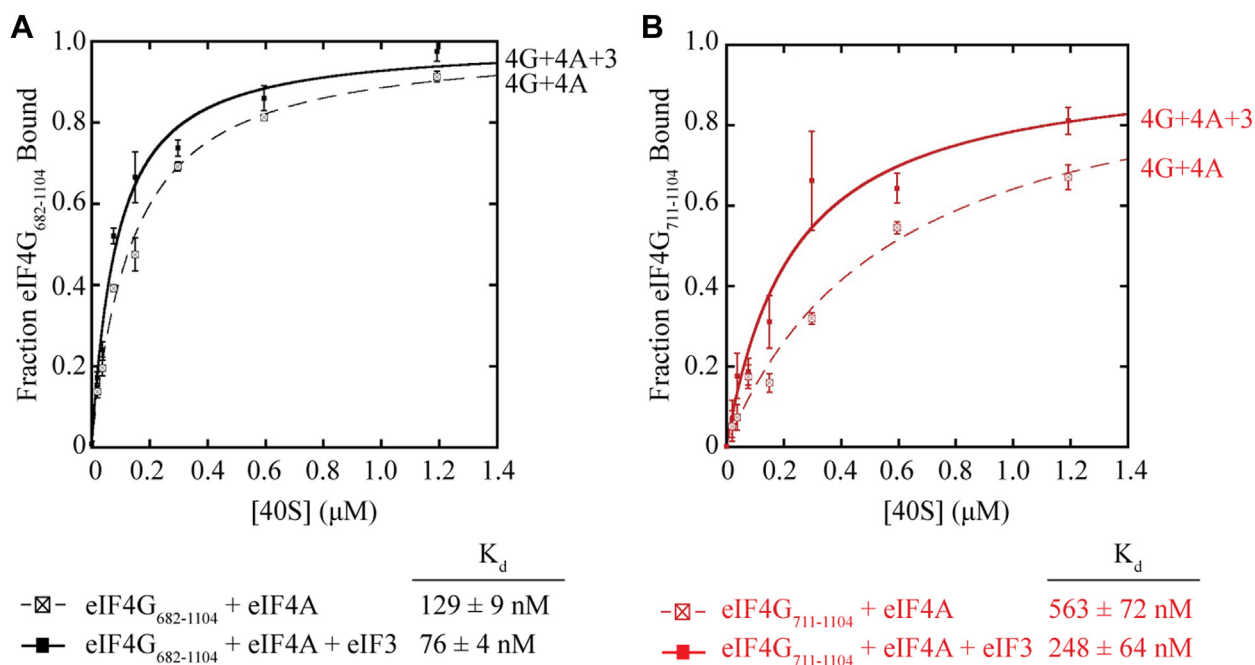 A
B
1.0
0.8
0.6
0.4
0.2
0
Fraction eIF4G682-1104 Bound
0 0.2 0.4 0.6 0.8 1.0 1.2 1.4
[40S] (μM)
4G+4A+3
4G+4A
1.0
0.8
0.6
0.4
0.2
0
Fraction eIF4G711-1104 Bound
0 0.2 0.4 0.6 0.8 1.0 1.2 1.4
[40S] (μM)
4G+4A+3
4G+4A
Kd
eIF4G682-1104 + eIF4A 129 ± 9 nM
eIF4G682-1104 + eIF4A + eIF3 76 ± 4 nM
Kd
eIF4G711-1104 + eIF4A 563 ± 72 nM
eIF4G711-1104 + eIF4A + eIF3 248 ± 64 nM